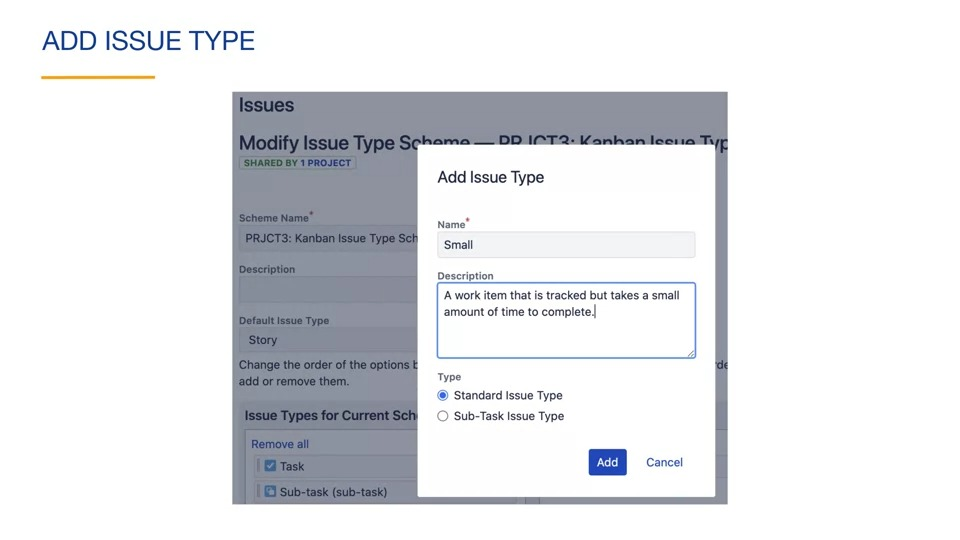 ADD ISSUE TYPE
Issues
Modify Issue Type Scheme — PRJCT3: Kanban Issue Typ
SHARED BY 1 PROJECT
Add Issue Type
Scheme Name*
PRJCT3: Kanban Issue Type Sch
Description
Default Issue Type
Story
Change the order of the options b
add or remove them.
Issue Types for Current Sch
Remove all
Task
Sub-task (sub-task)
Name*
Small
Description
A work item that is tracked but takes a small
amount of time to complete.
Type
Standard Issue Type
Sub-Task Issue Type
Add
Cancel